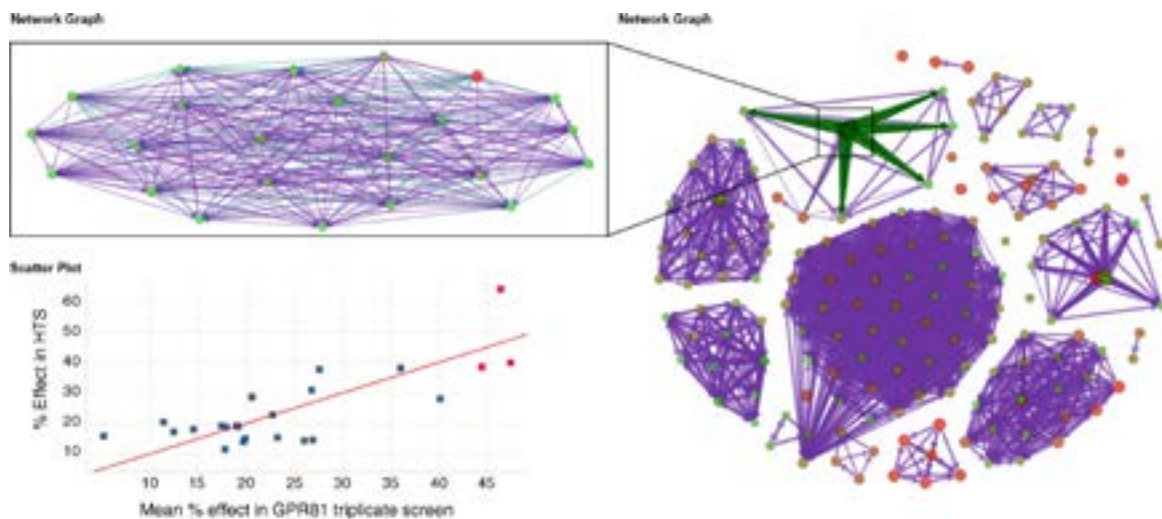 Network Graph
Network Graph
Scatter Plot
% Effect in HTS
60
50
40
30
20
10
10 15 20 25 30 35 40 45
Mean % effect in GPR81 triplicate screen